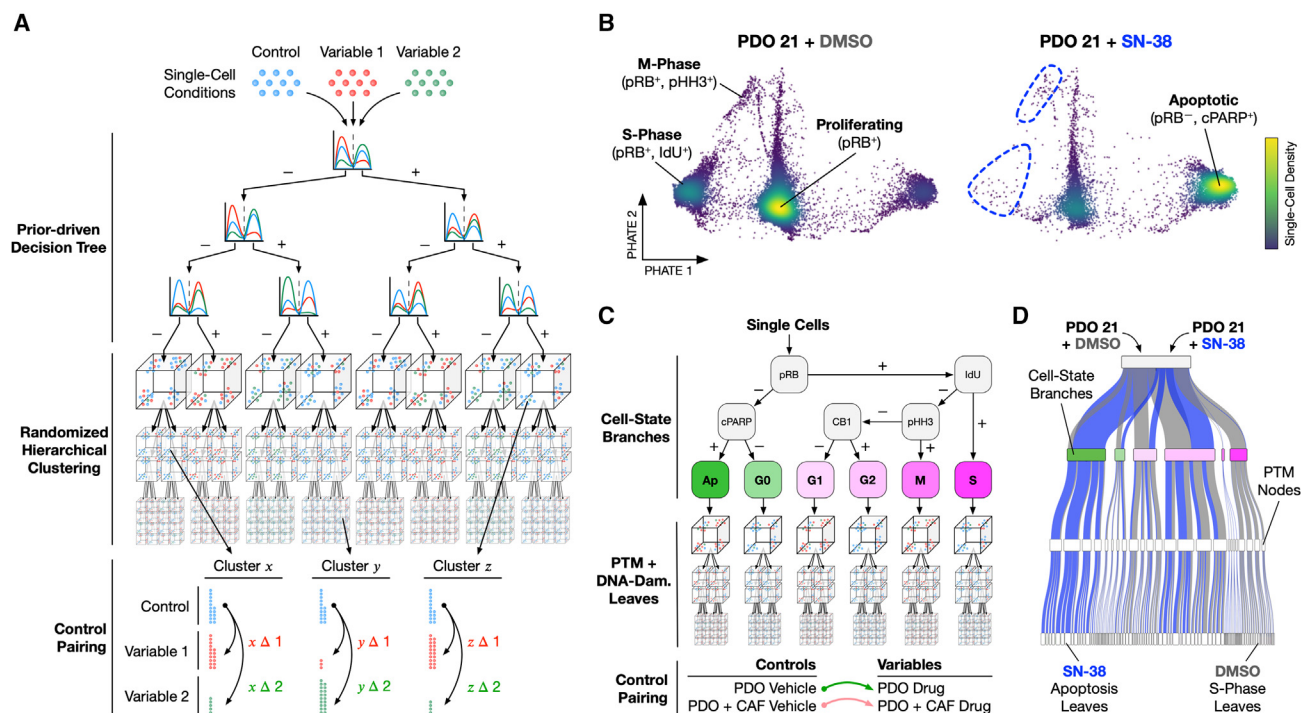 A
Control
Variable 1
Variable 2
Single-Cell
Conditions
−
+
−
+
−
+
−
+
−
+
−
+
−
+
Prior-driven
Decision Tree
Randomized
Hierarchical
Clustering
Cluster x
Cluster y
Cluster z
Control
Variable 1
Variable 2
x Δ 1
y Δ 1
z Δ 1
x Δ 2
y Δ 2
z Δ 2
Control
Pairing
B
PDO 21 + DMSO
PDO 21 + SN-38
M-Phase
(pRB⁺, pHH3⁺)
S-Phase
(pRB⁺, IdU⁺)
Proliferating
(pRB⁺)
Apoptotic
(pRB⁻, cPARP⁺)
PHATE 2
PHATE 1
Single-Cell Density
C
Single Cells
pRB
+
IdU
−
−
−
+
cPARP
CB1
pHH3
+
−
−
+
+
Ap
G0
G1
G2
M
S
Cell-State
Branches
PTM +
DNA-Dam.
Leaves
Control
Pairing
Controls
Variables
PDO Vehicle
PDO Drug
PDO + CAF Vehicle
PDO + CAF Drug
D
PDO 21
+ DMSO
PDO 21
+ SN-38
Cell-State
Branches
PTM
Nodes
SN-38
Apoptosis
Leaves
DMSO
S-Phase
Leaves